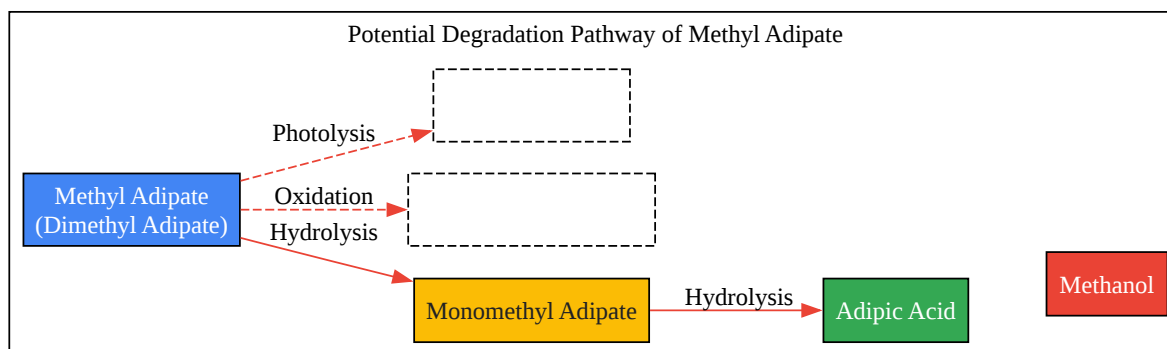 Potential Degradation Pathway of Methyl Adipate
Photolysis
Methyl Adipate
(Dimethyl Adipate)
Oxidation
Hydrolysis
Monomethyl Adipate
Hydrolysis
Adipic Acid
Methanol